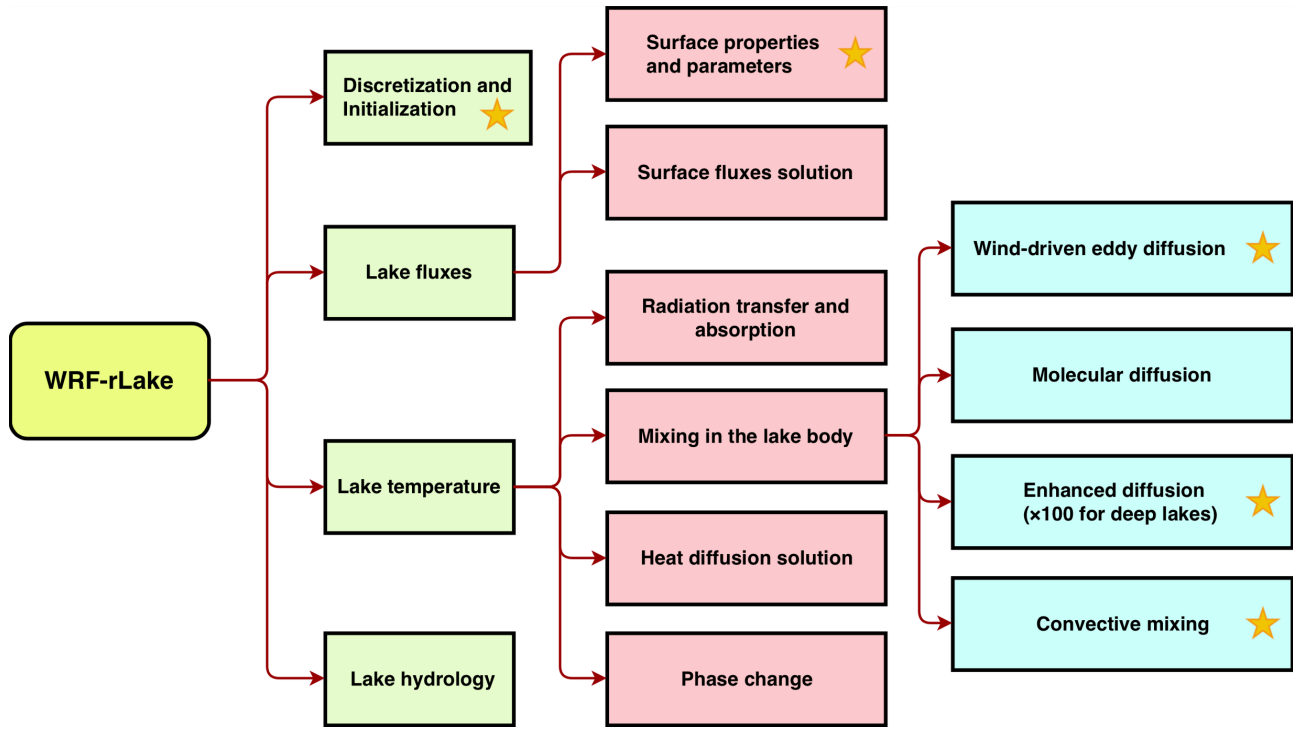 WRF-rLake
Discretization and
Initialization
Lake fluxes
Lake temperature
Lake hydrology
Surface properties
and parameters
Surface fluxes solution
Radiation transfer and
absorption
Mixing in the lake body
Heat diffusion solution
Phase change
Wind-driven eddy diffusion
Molecular diffusion
Enhanced diffusion
(×100 for deep lakes)
Convective mixing